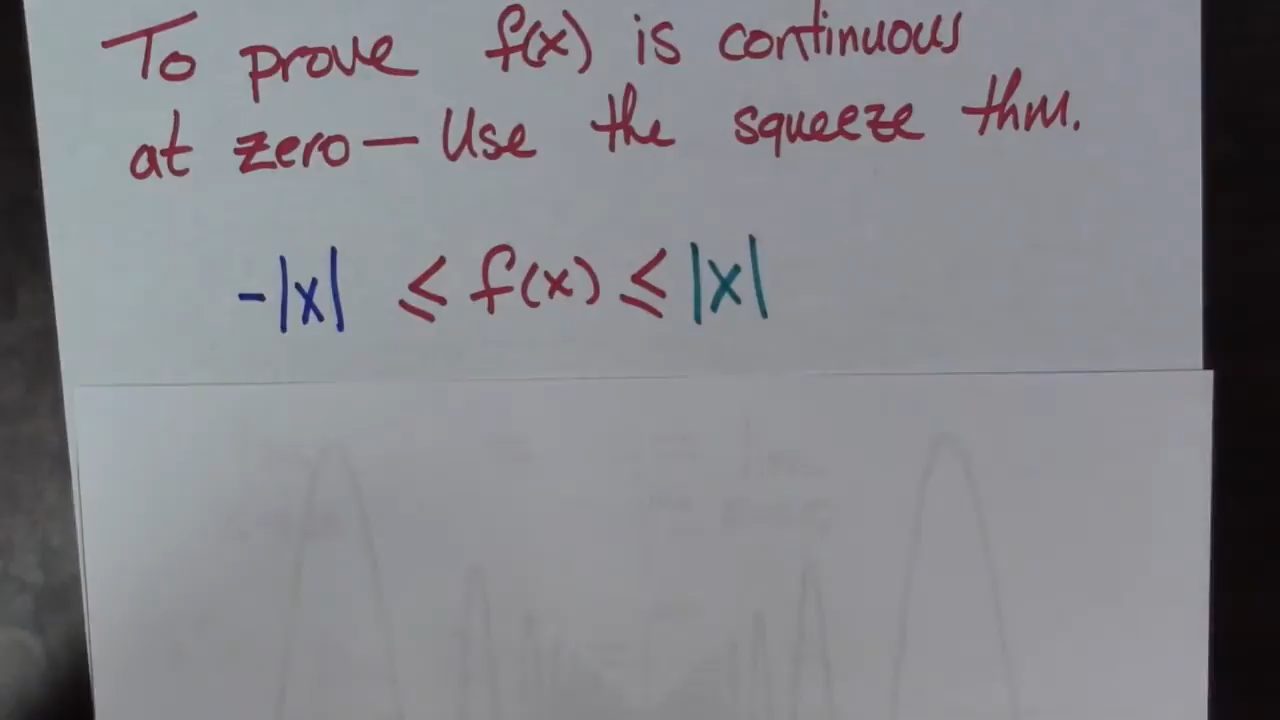 To prove f(x) is continuous
at zero — Use the squeeze thm.
-|x| ≤ f(x) ≤ |x|